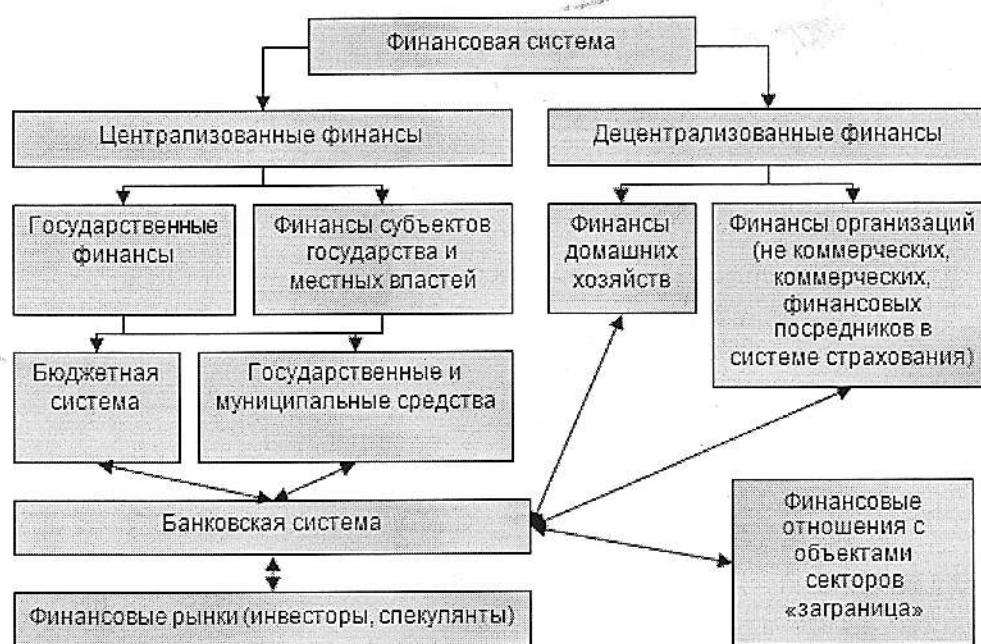 Финансовая система
Централизованные финансы
Децентрализованные финансы
Государственные
финансы
Финансы субъектов
государства и
местных властей
Финансы
домашних
хозяйств
Финансы организаций
(не коммерческих,
коммерческих,
финансовых
посредников в
системе страхования)
Бюджетная
система
Государственные и
муниципальные средства
Банковская система
Финансовые
отношения с
объектами
секторов
«заграница»
Финансовые рынки (инвесторы, спекулянты)